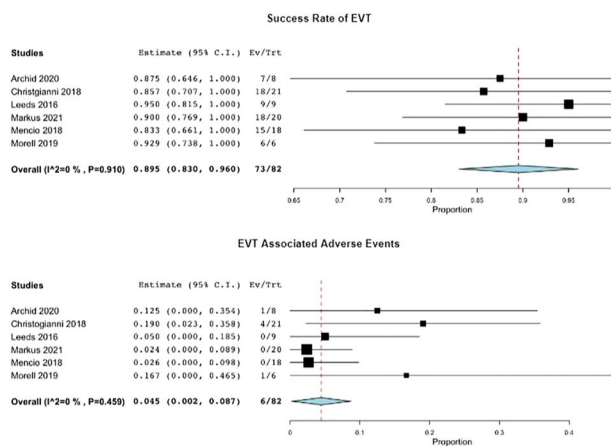 Success Rate of EVT
Studies Estimate (95% C.I.) Ev/Trt
Archid 2020 0.875 (0.646, 1.000) 7/8
Christgianni 2018 0.857 (0.707, 1.000) 18/21
Leeds 2016 0.950 (0.815, 1.000) 9/9
Markus 2021 0.900 (0.769, 1.000) 18/20
Mencio 2018 0.833 (0.661, 1.000) 15/18
Morell 2019 0.929 (0.738, 1.000) 6/6
Overall (I^2=0 % , P=0.910) 0.895 (0.830, 0.960) 73/82
0.65 0.7 0.75 0.8 0.85 0.9 0.95
Proportion
EVT Associated Adverse Events
Studies Estimate (95% C.I.) Ev/Trt
Archid 2020 0.125 (0.000, 0.354) 1/8
Christogianni 2018 0.190 (0.023, 0.358) 4/21
Leeds 2016 0.050 (0.000, 0.185) 0/9
Markus 2021 0.024 (0.000, 0.089) 0/20
Mencio 2018 0.026 (0.000, 0.098) 0/18
Morell 2019 0.167 (0.000, 0.465) 1/6
Overall (I^2=0 % , P=0.459) 0.045 (0.002, 0.087) 6/82
0 0.1 0.2 0.3 0.4
Proportion